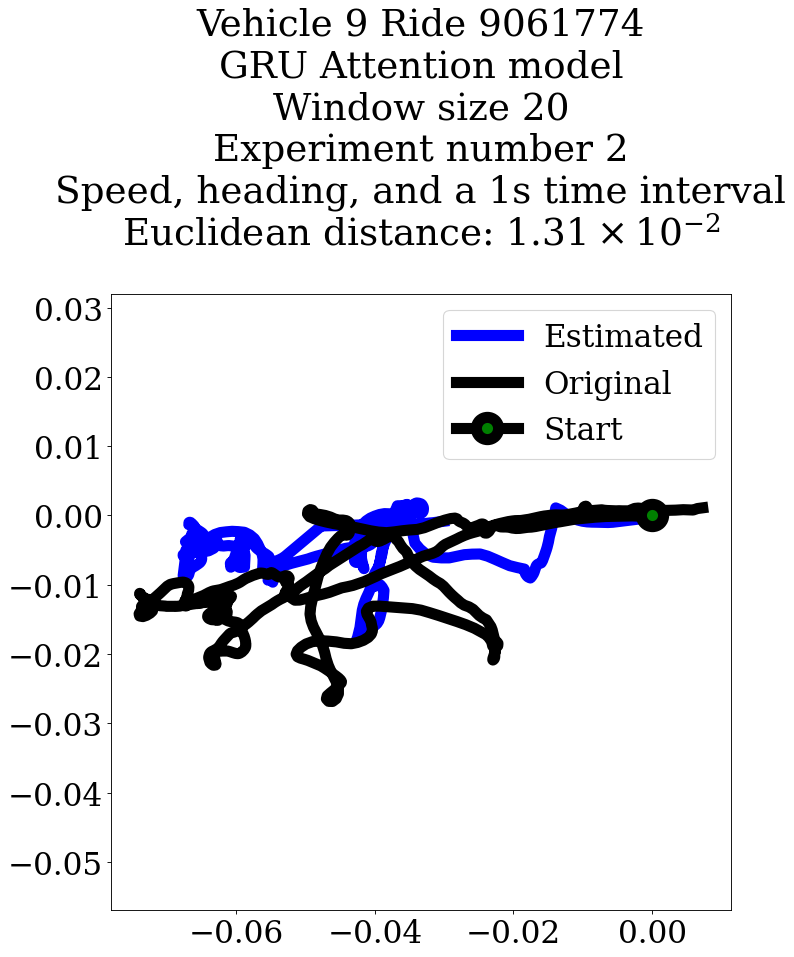 Vehicle 9 Ride 9061774
GRU Attention model
Window size 20
Experiment number 2
Speed, heading, and a 1s time interval
Euclidean distance: 1.31 × 10⁻²
Estimated
Original
Start
0.03
0.02
0.01
0.00
−0.01
−0.02
−0.03
−0.04
−0.05
−0.06
−0.04
−0.02
0.00